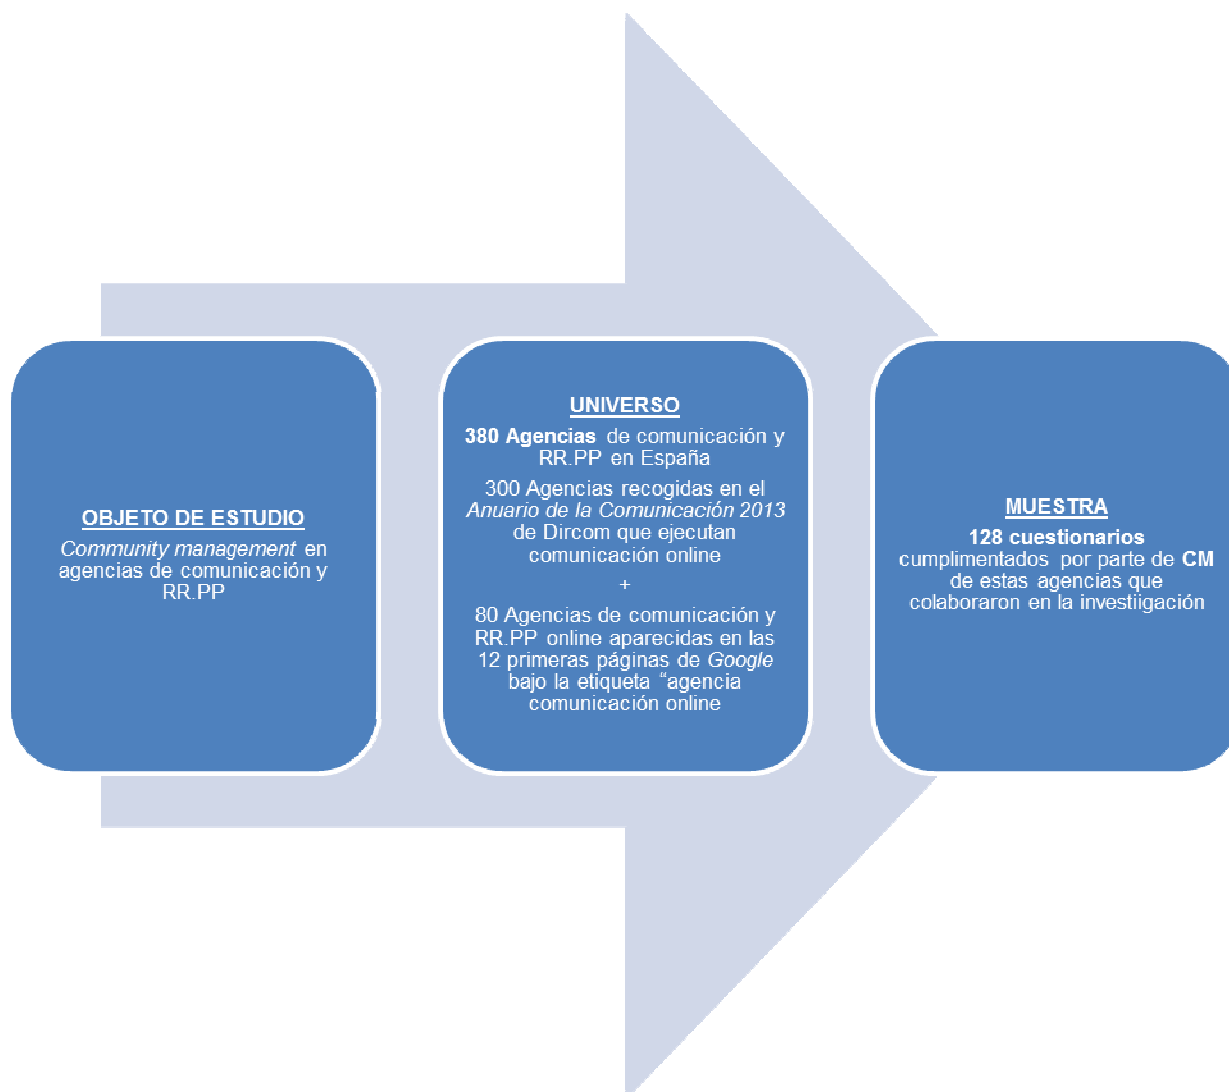 OBJETO DE ESTUDIO
Community management en
agencias de comunicación y
RR.PP
UNIVERSO
380 Agencias de comunicación y
RR.PP en España
300 Agencias recogidas en el
Anuario de la Comunicación 2013
de Dircom que ejecutan
comunicación online
+
80 Agencias de comunicación y
RR.PP online aparecidas en las
12 primeras páginas de Google
bajo la etiqueta “agencia
comunicación online
MUESTRA
128 cuestionarios
cumplimentados por parte de CM
de estas agencias que
colaboraron en la investiigación